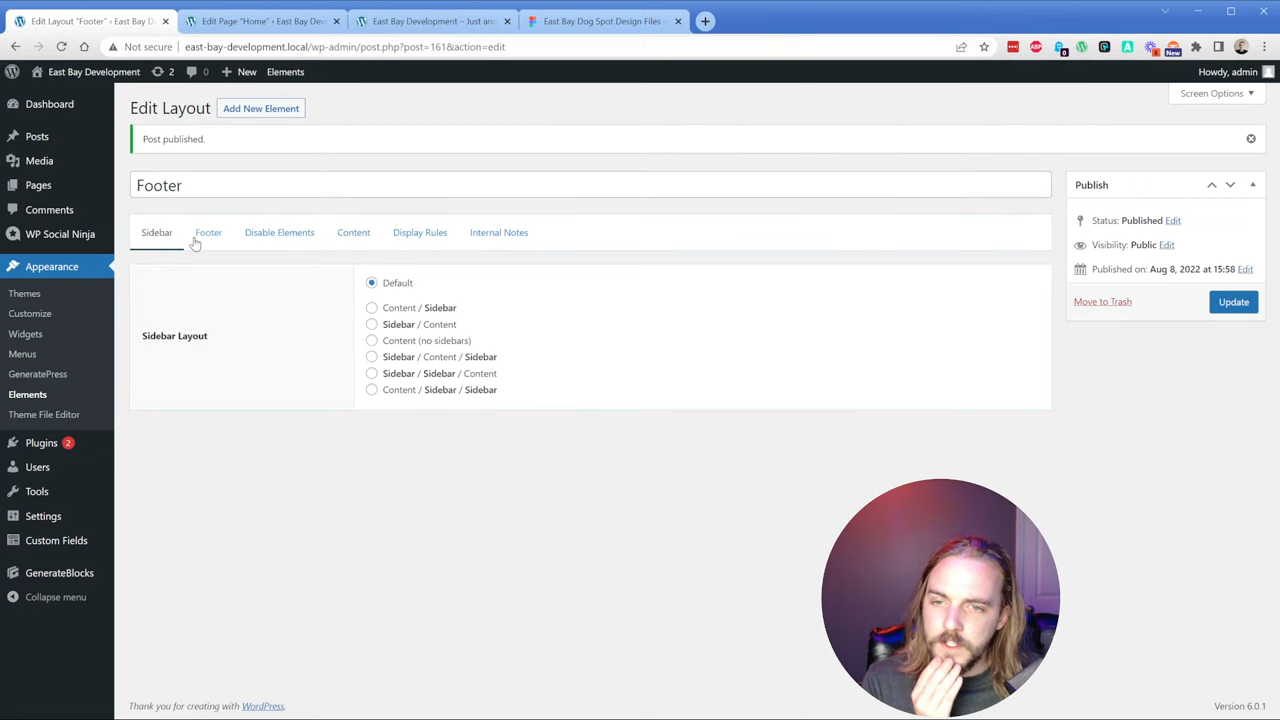 Edit Layout "Footer" ‹ East Bay D
Edit Page "Home" ‹ East Bay Dev
East Bay Development – Just ano
East Bay Dog Spot Design Files –
Not secure
east-bay-development.local/wp-admin/post.php?post=161&action=edit
New
East Bay Development
2
0
New
Elements
Howdy, admin
Dashboard
Posts
Media
Pages
Comments
WP Social Ninja
Appearance
Themes
Customize
Widgets
Menus
GeneratePress
Elements
Theme File Editor
Plugins 2
Users
Tools
Settings
Custom Fields
GenerateBlocks
Collapse menu
Edit Layout
Add New Element
Screen Options
Post published.
Footer
Sidebar
Footer
Disable Elements
Content
Display Rules
Internal Notes
Sidebar Layout
Default
Content / Sidebar
Sidebar / Content
Content (no sidebars)
Sidebar / Content / Sidebar
Sidebar / Sidebar / Content
Content / Sidebar / Sidebar
Publish
Status: Published Edit
Visibility: Public Edit
Published on: Aug 8, 2022 at 15:58 Edit
Move to Trash
Update
Thank you for creating with WordPress.
Version 6.0.1